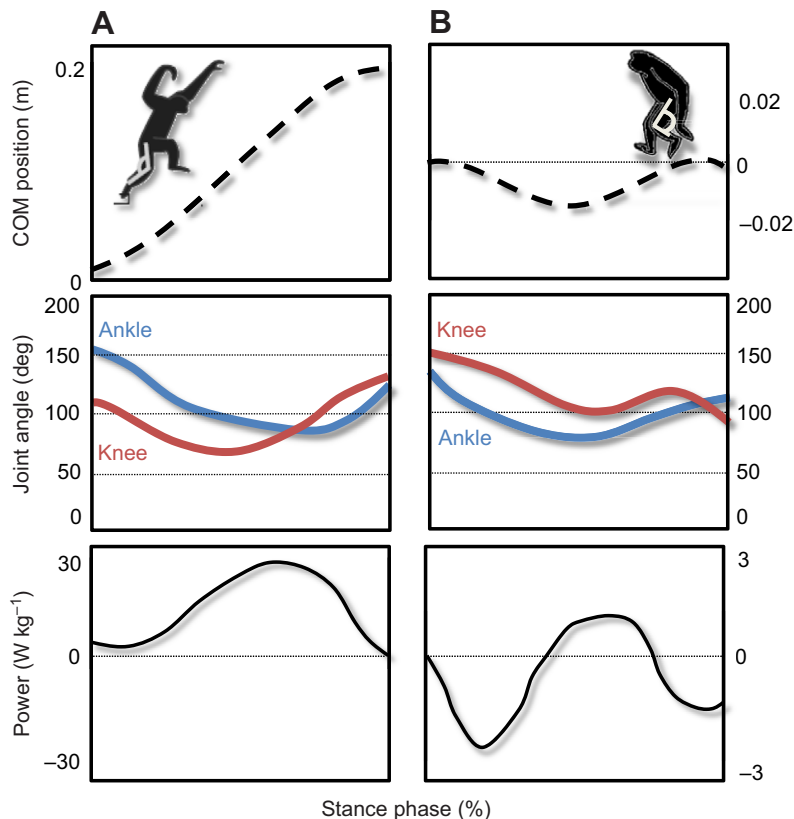 A
B
COM position (m)
0.2
0
0.02
0
–0.02
Joint angle (deg)
200
150
100
50
0
Ankle
Knee
Knee
Ankle
200
150
100
50
0
Power (W kg⁻¹)
30
0
–30
3
0
–3
Stance phase (%)